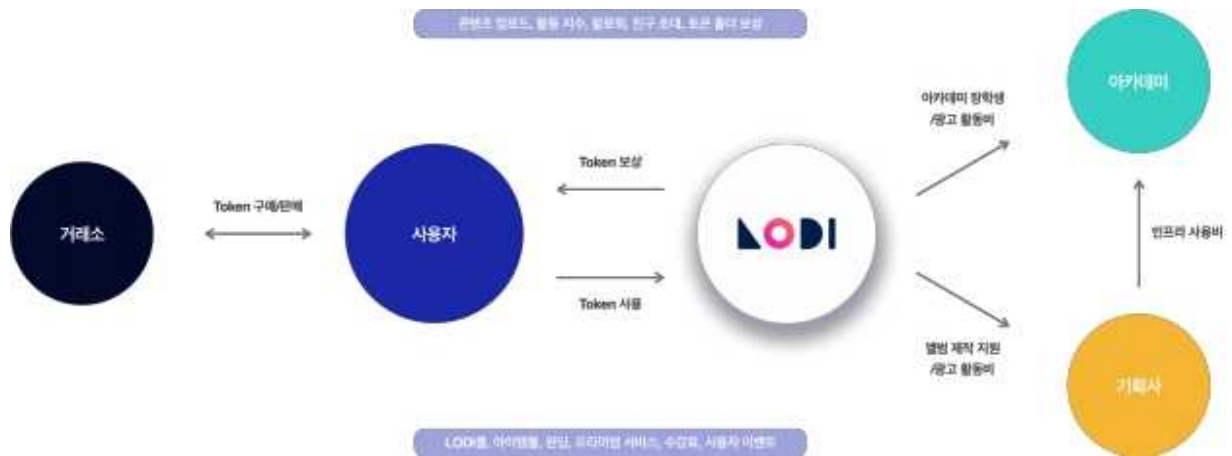 콘텐츠 업로드, 활동 지수, 팔로워, 친구 초대, 토큰 홀더 보상
아카데미
아카데미 장학생
/광고 활동비
Token 보상
Token 구매/판매
거래소
사용자
LODI
인프라 사용비
Token 사용
앨범 제작 지원
/광고 활동비
기획사
LODI몰, 아이템몰, 펀딩, 프리미엄 서비스, 수강료, 사용자 이벤트